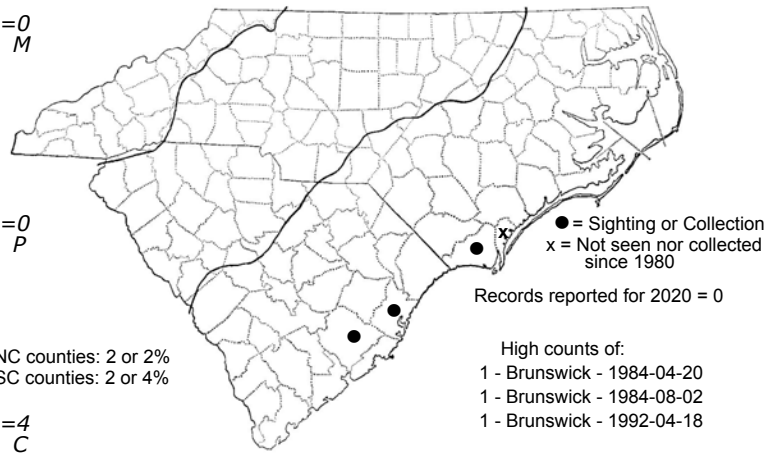 =0
M
=0
P
● = Sighting or Collection
x
x = Not seen nor collected
since 1980
Records reported for 2020 = 0
NC counties: 2 or 2%
SC counties: 2 or 4%
High counts of:
1 - Brunswick - 1984-04-20
1 - Brunswick - 1984-08-02
1 - Brunswick - 1992-04-18
=4
C